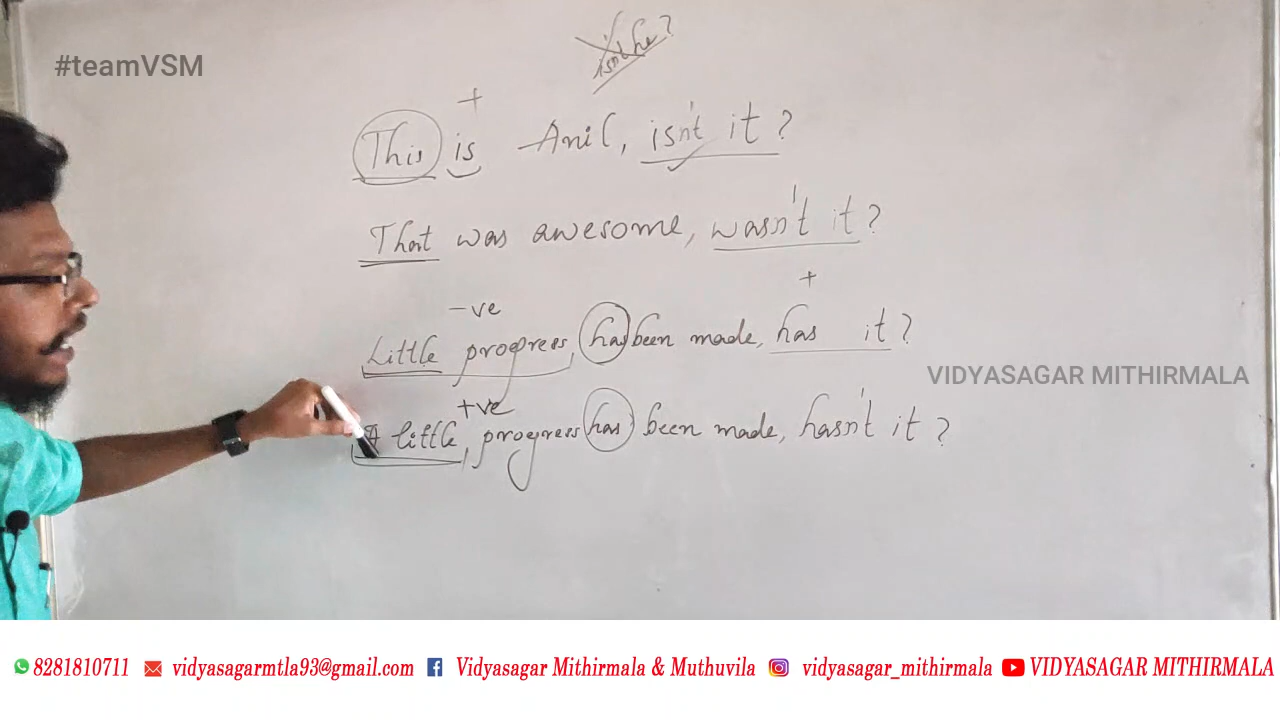 #teamVSM
isn't he?
+
This is Anil, isn't it?
That was awesome, wasn't it?
-ve +
Little progress, has been made, has it?
VIDYASAGAR MITHIRMALA
+ve
A little, progress has been made, hasn't it?
8281810711 vidyasagarmtla93@gmail.com Vidyasagar Mithirmala & Muthuvila vidyasagar_mithirmala VIDYASAGAR MITHIRMALA